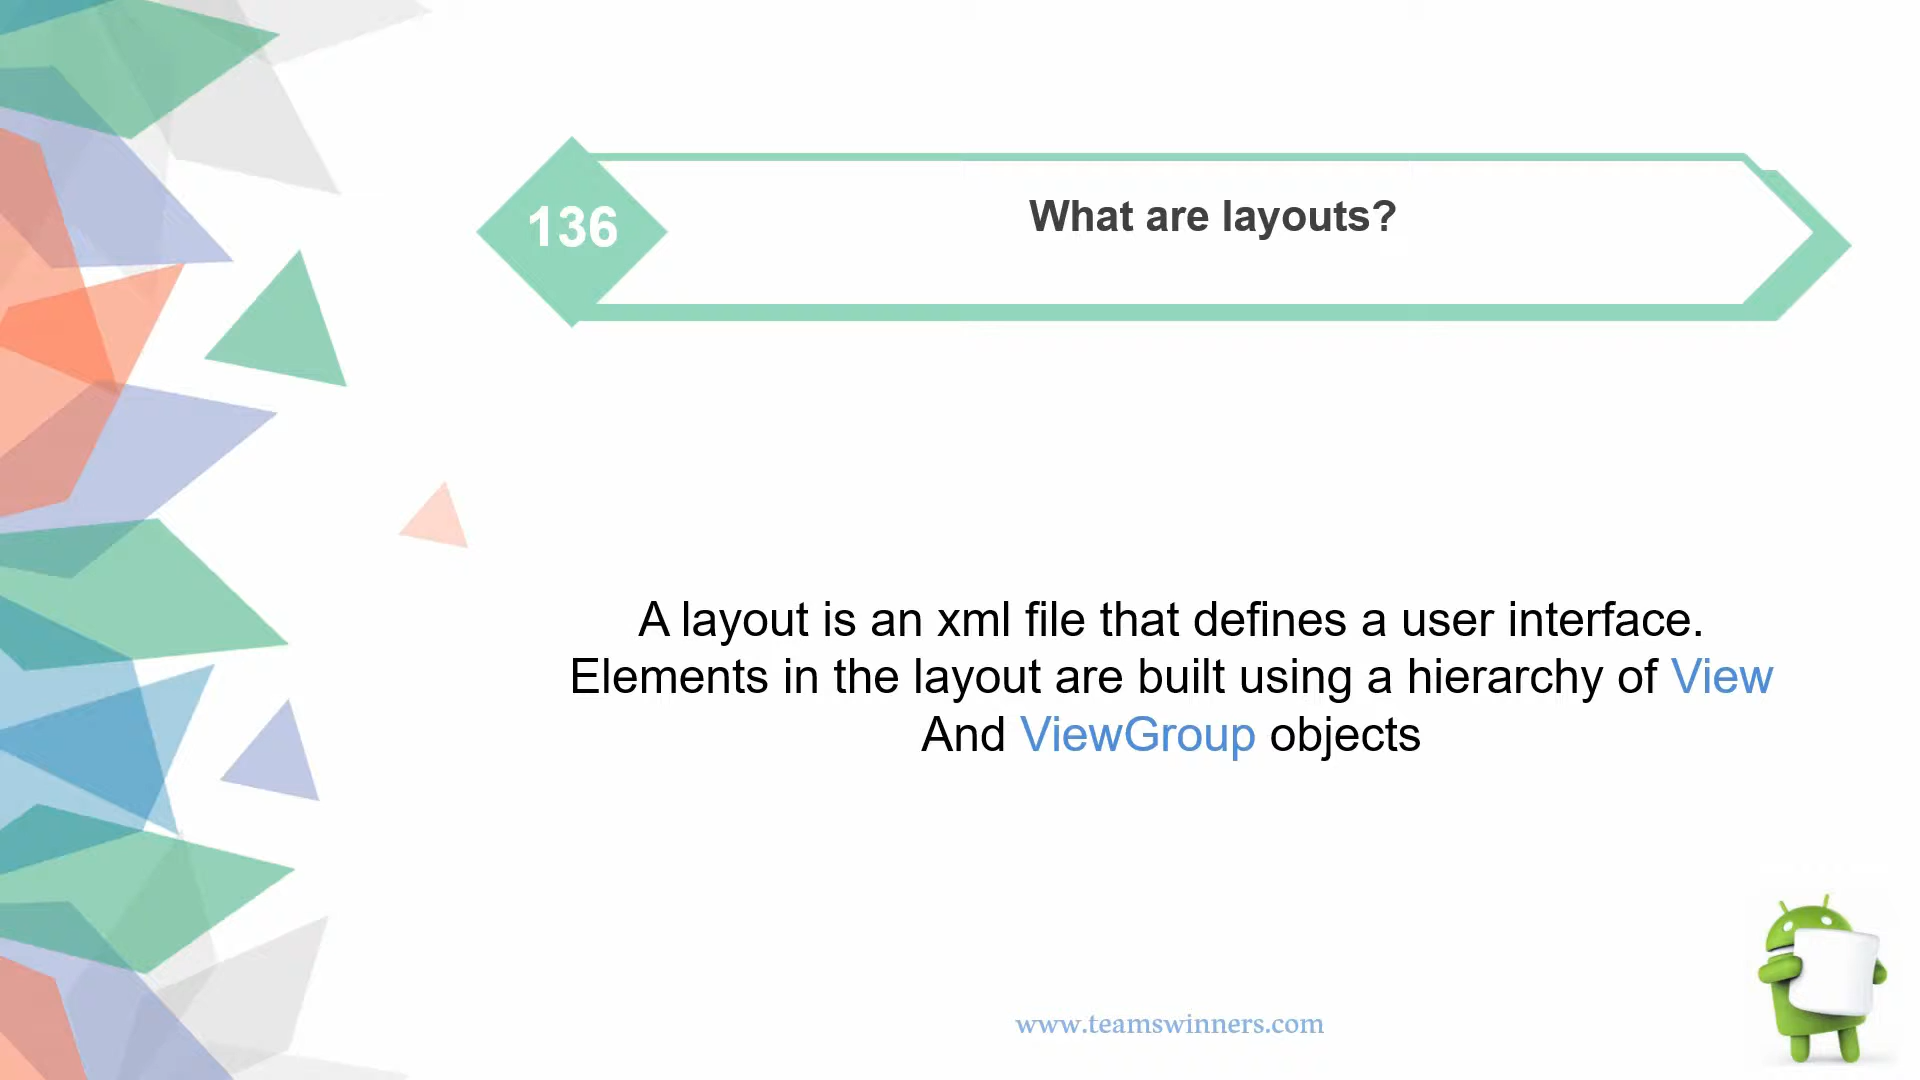 136
What are layouts?
A layout is an xml file that defines a user interface.
Elements in the layout are built using a hierarchy of View
And ViewGroup objects
www.teamswinners.com